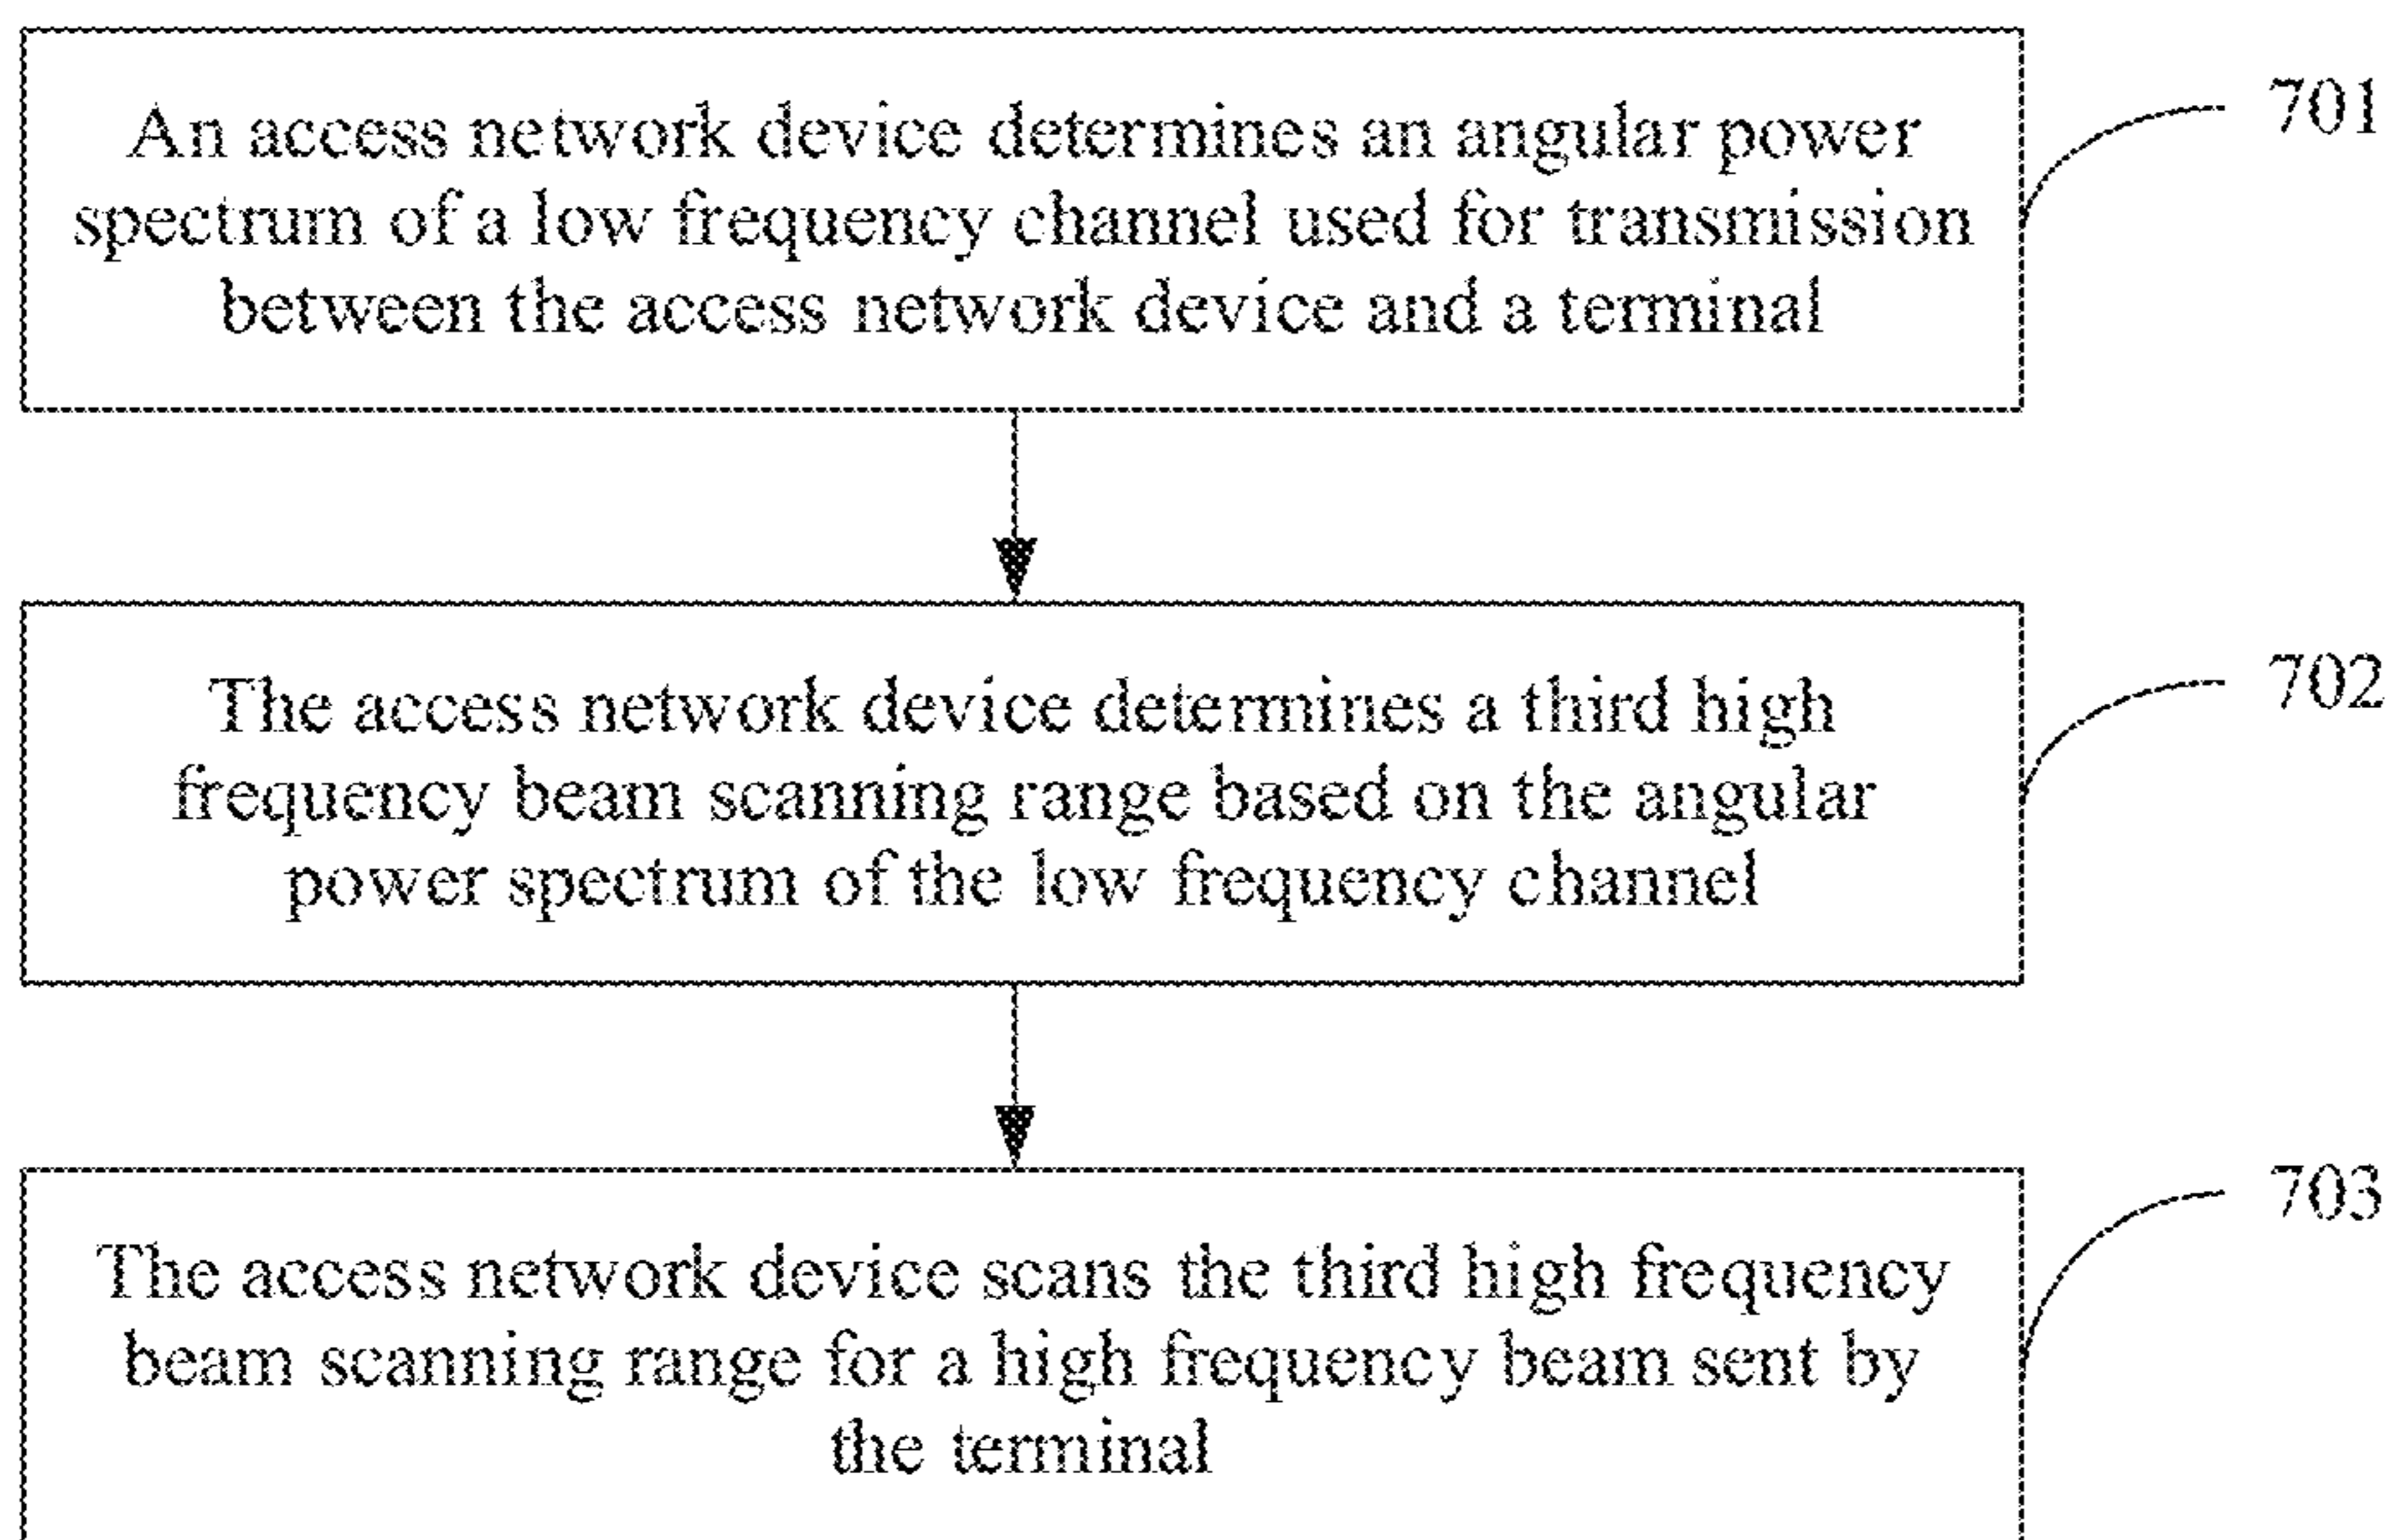 An access network device determines an angular power
spectrum of a low frequency channel used for transmission
between the access network device and a terminal
701
The access network device determines a third high
frequency beam scanning range based on the angular
power spectrum of the low frequency channel
702
The access network device scans the third high frequency
beam scanning range for a high frequency beam sent by
the terminal
703